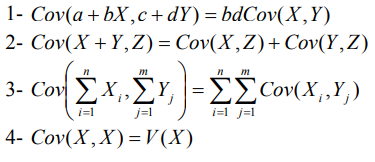 1- Cov(a + bX, c + dY) = bdCov(X, Y)
2- Cov(X + Y, Z) = Cov(X, Z) + Cov(Y, Z)
3- Cov(∑_{i=1}^{n} X_i, ∑_{j=1}^{m} Y_j) = ∑_{i=1}^{n} ∑_{j=1}^{m} Cov(X_i, Y_j)
4- Cov(X, X) = V(X)